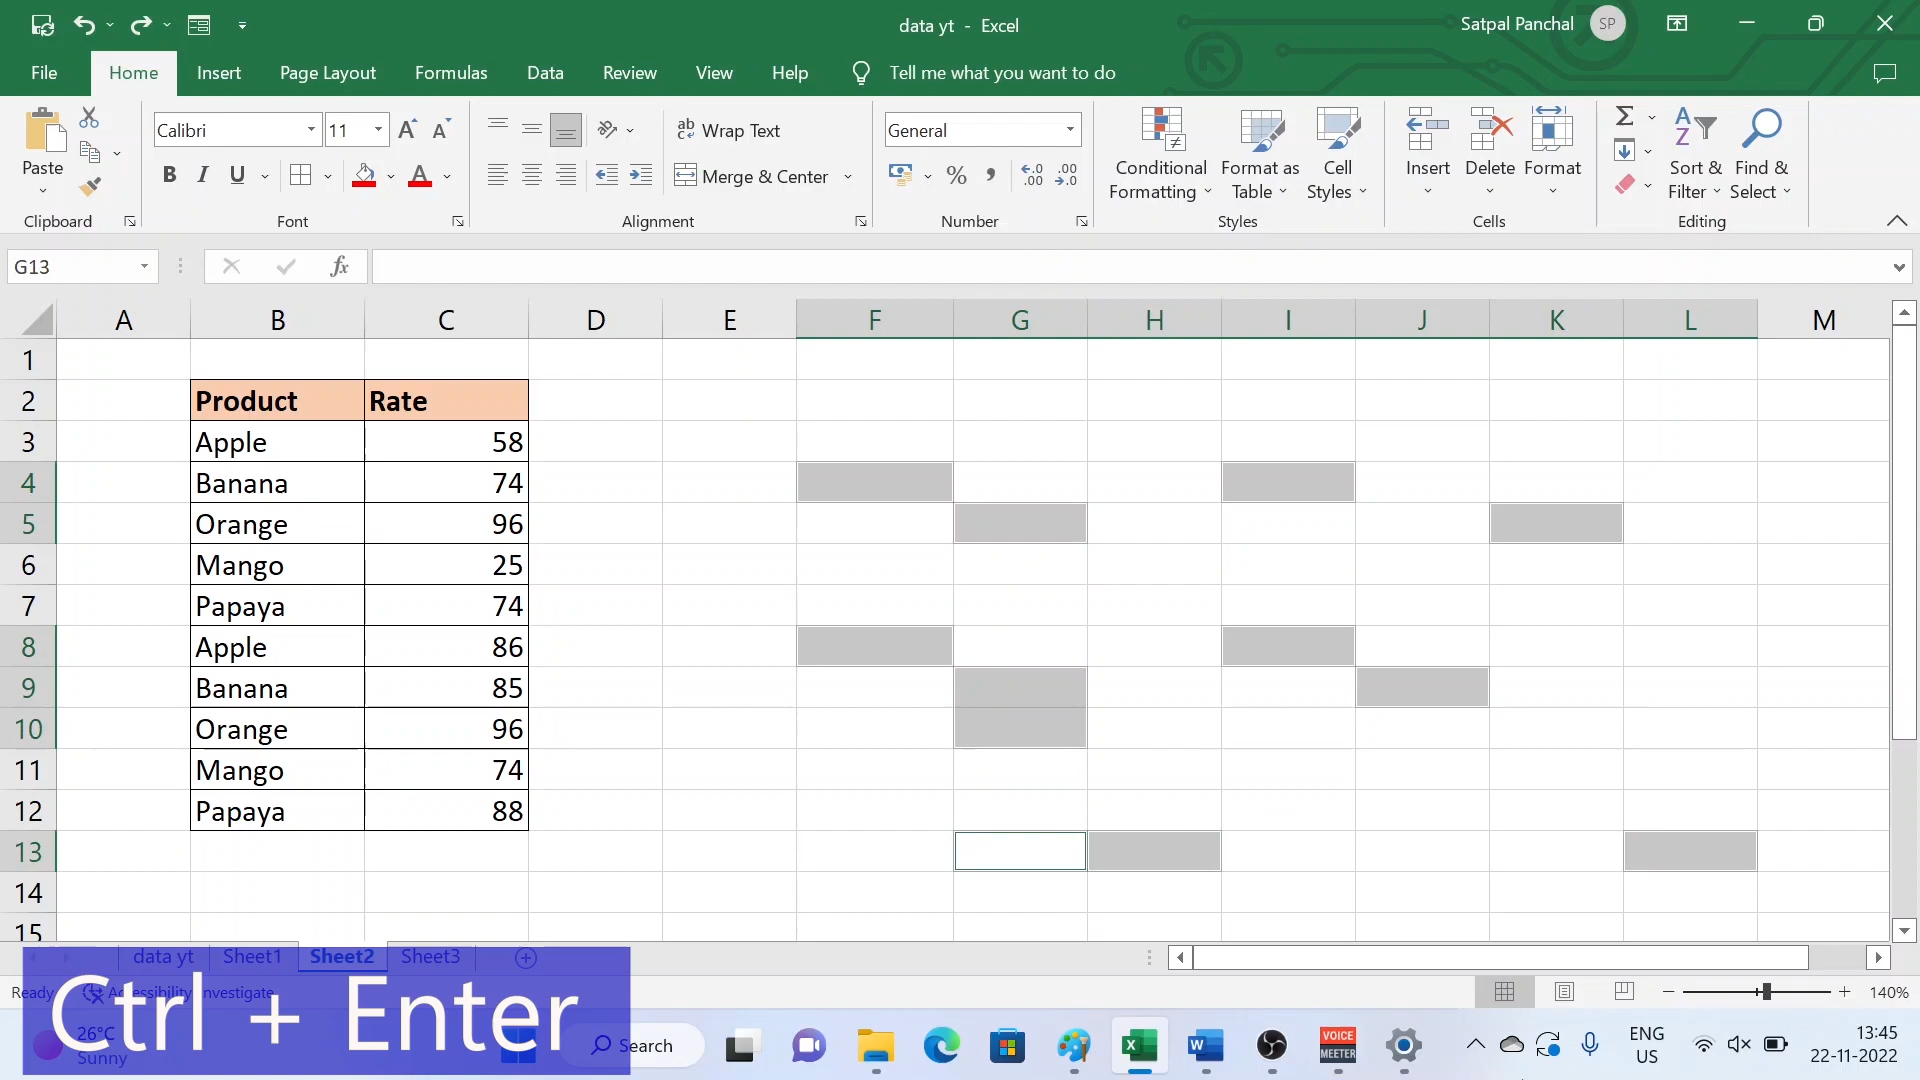 data yt - Excel
Satpal Panchal SP
File Home Insert Page Layout Formulas Data Review View Help Tell me what you want to do
Calibri 11 A A ab Wrap Text General
Paste B I U A Merge & Center % , Conditional Formatting Format as Table Cell Styles Insert Delete Format Sort & Filter Find & Select
Clipboard Font Alignment Number Styles Cells Editing
G13 fx
A B C D E F G H I J K L M
1
2 Product Rate
3 Apple 58
4 Banana 74
5 Orange 96
6 Mango 25
7 Papaya 74
8 Apple 86
9 Banana 85
10 Orange 96
11 Mango 74
12 Papaya 88
13
14
15
data yt Sheet1 Sheet2 Sheet3
Ready Accessibility: Investigate 140%
Ctrl + Enter
26°C
Sunny
Search
VOICE
MEETER
ENG
US
13:45
22-11-2022